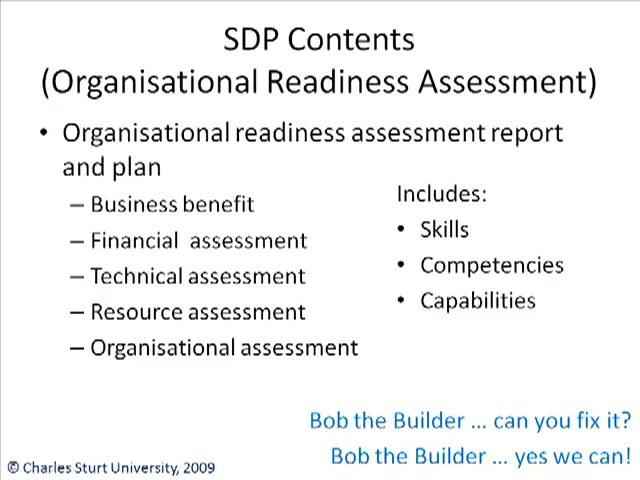 SDP Contents
(Organisational Readiness Assessment)
• Organisational readiness assessment report
and plan
– Business benefit
– Financial assessment
– Technical assessment
– Resource assessment
– Organisational assessment
Includes:
• Skills
• Competencies
• Capabilities
Bob the Builder ... can you fix it?
Bob the Builder ... yes we can!
© Charles Sturt University, 2009